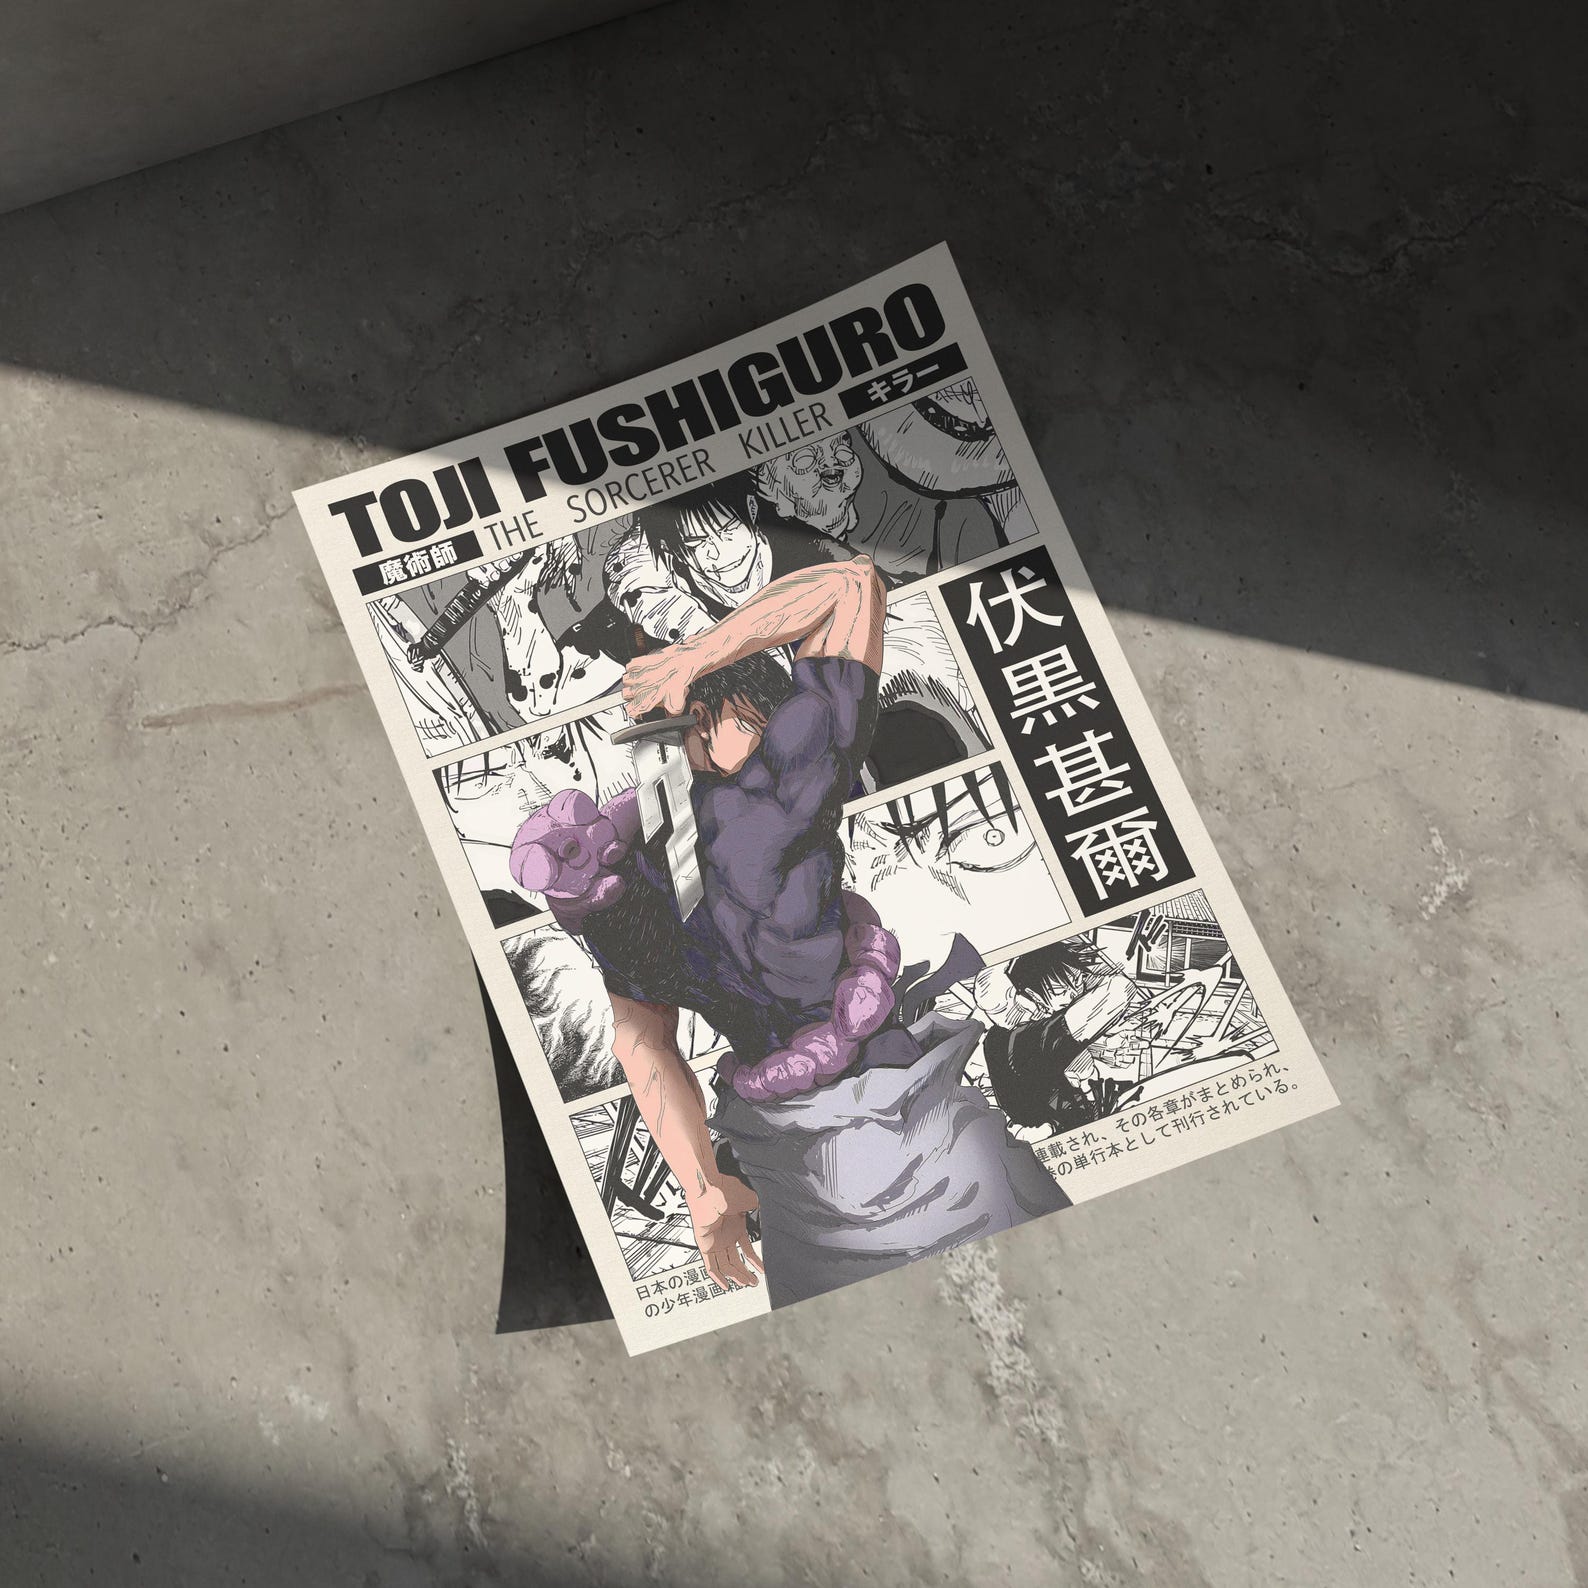 TOJI FUSHIGURO
魔術師 THE SORCERER KILLER キラー
伏黒甚爾
連載され、その各章がまとめられ、
の単行本として刊行されている。
日本の漫画
の少年漫画